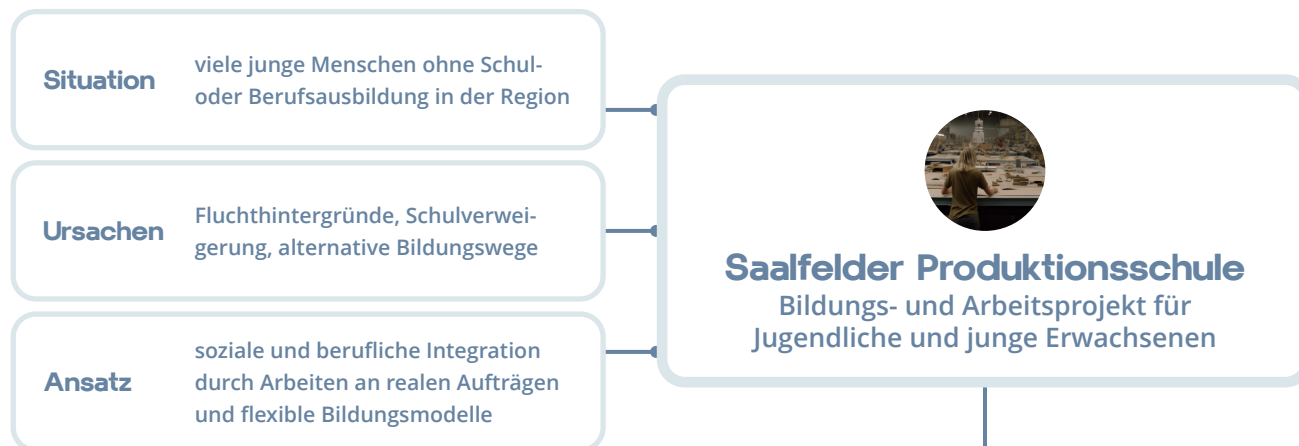 Situation
viele junge Menschen ohne Schul-
oder Berufsausbildung in der Region
Ursachen
Fluchthintergründe, Schulverwei-
gerung, alternative Bildungswege
Ansatz
soziale und berufliche Integration
durch Arbeiten an realen Aufträgen
und flexible Bildungsmodelle
Saalfelder Produktionsschule
Bildungs- und Arbeitsprojekt für
Jugendliche und junge Erwachsenen